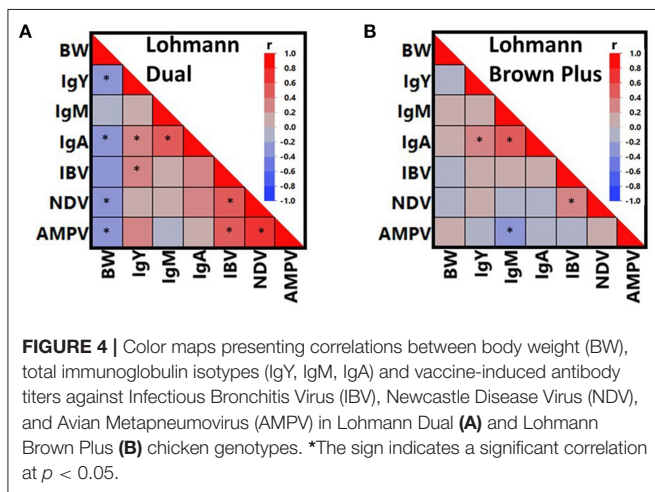 A
Lohmann
Dual
r
1.0
0.8
0.6
0.4
0.2
0.0
-0.2
-0.4
-0.6
-0.8
-1.0
BW
IgY *
IgM
IgA * * *
IBV *
NDV * *
AMPV * * *
BW IgY IgM IgA IBV NDV AMPV
B
Lohmann
Brown Plus
r
1.0
0.8
0.6
0.4
0.2
0.0
-0.2
-0.4
-0.6
-0.8
-1.0
BW
IgY
IgM
IgA * *
IBV
NDV *
AMPV *
BW IgY IgM IgA IBV NDV AMPV
FIGURE 4 | Color maps presenting correlations between body weight (BW),
total immunoglobulin isotypes (IgY, IgM, IgA) and vaccine-induced antibody
titers against Infectious Bronchitis Virus (IBV), Newcastle Disease Virus (NDV),
and Avian Metapneumovirus (AMPV) in Lohmann Dual (A) and Lohmann
Brown Plus (B) chicken genotypes. *The sign indicates a significant correlation
at p < 0.05.